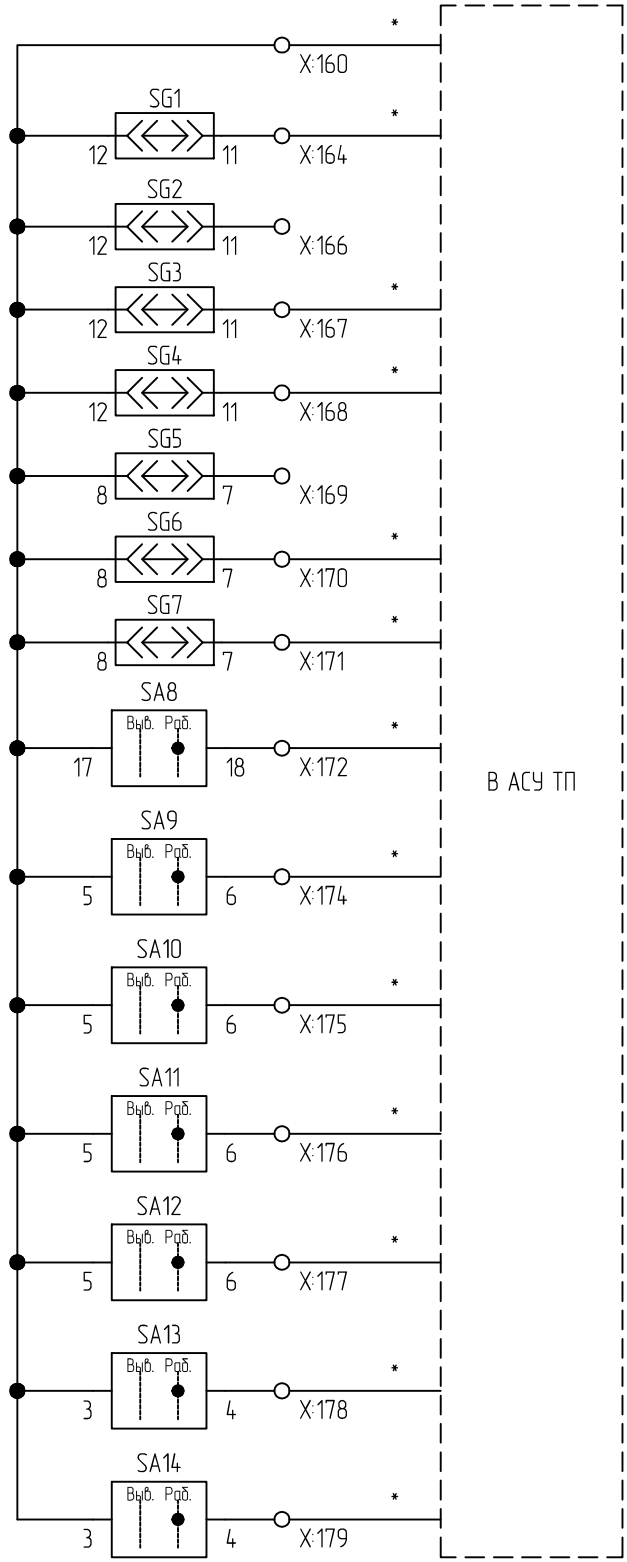 *
X:160
SG1
*
12 11 X:164
SG2
12 11 X:166
SG3
*
12 11 X:167
SG4
*
12 11 X:168
SG5
8 7 X:169
SG6
*
8 7 X:170
SG7
*
8 7 X:171
SA8
Выв. Раб.
*
17 18 X:172
В АСУ ТП
SA9
Выв. Раб.
*
5 6 X:174
SA10
Выв. Раб.
*
5 6 X:175
SA11
Выв. Раб.
*
5 6 X:176
SA12
Выв. Раб.
*
5 6 X:177
SA13
Выв. Раб.
*
3 4 X:178
SA14
Выв. Раб.
*
3 4 X:179